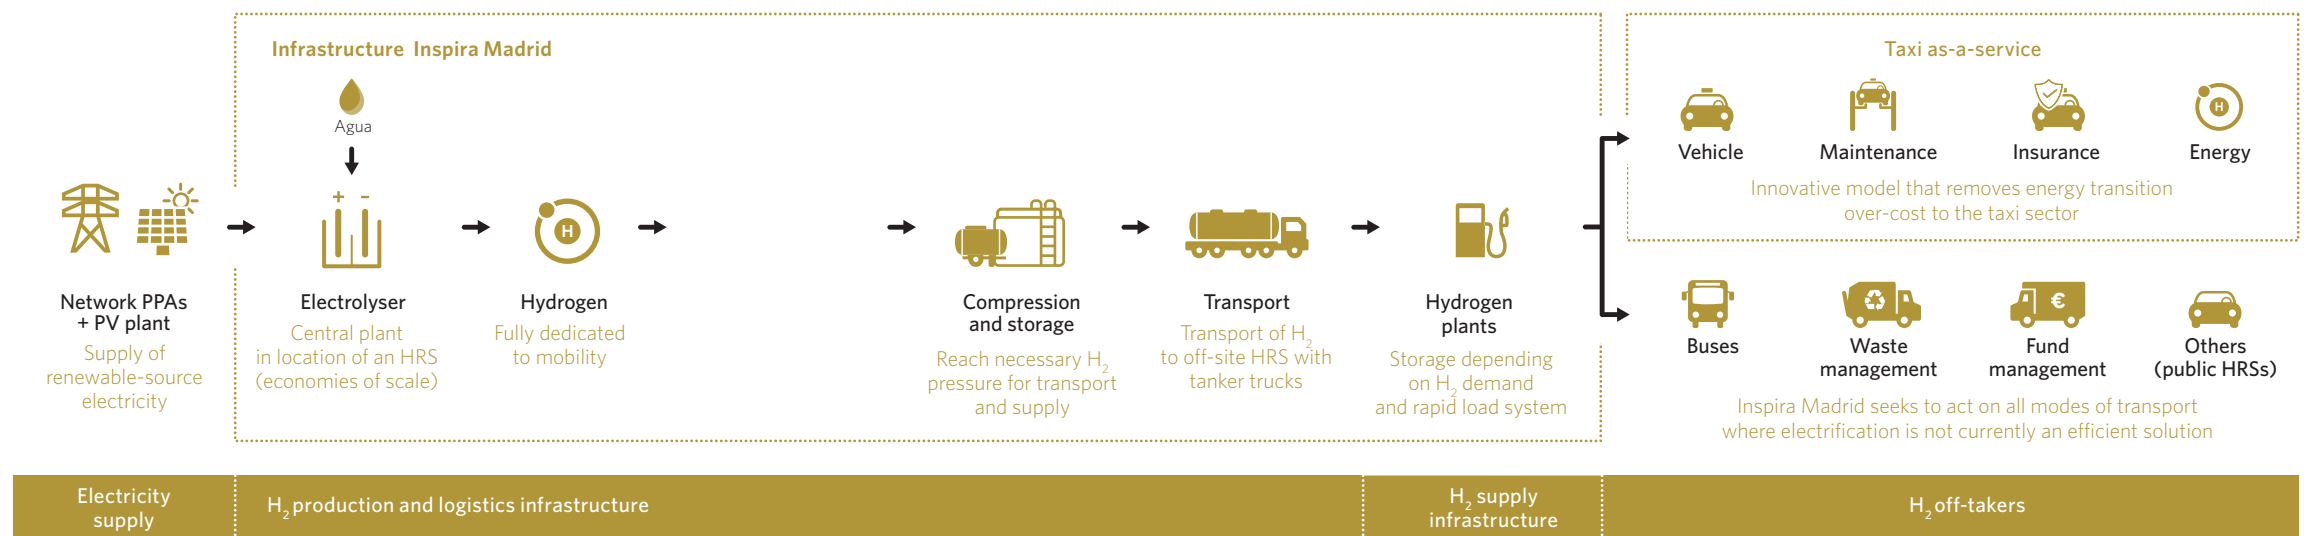 Infrastructure Inspira Madrid
Agua
+ -
H
Network PPAs
+ PV plant
Supply of
renewable-source
electricity
Electrolyser
Central plant
in location of an HRS
(economies of scale)
Hydrogen
Fully dedicated
to mobility
Compression
and storage
Reach necessary H2
pressure for transport
and supply
Transport
Transport of H2
to off-site HRS with
tanker trucks
Hydrogen
plants
Storage depending
on H2 demand
and rapid load system
Taxi as-a-service
H
Vehicle
Maintenance
Insurance
Energy
Innovative model that removes energy transition
over-cost to the taxi sector
€
Buses
Waste
management
Fund
management
Others
(public HRSs)
Inspira Madrid seeks to act on all modes of transport
where electrification is not currently an efficient solution
Electricity
supply
H2 production and logistics infrastructure
H2 supply
infrastructure
H2 off-takers